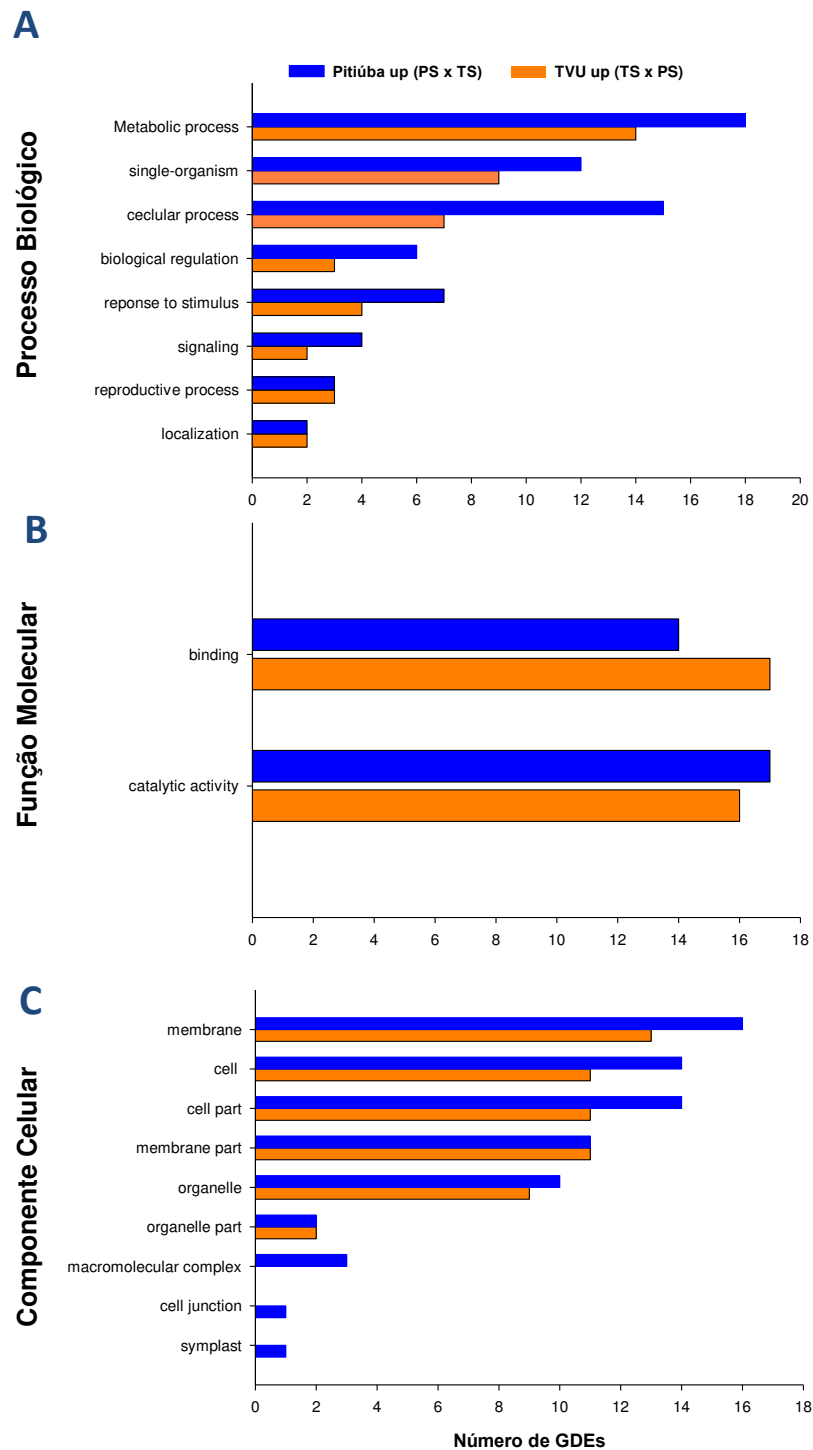 A
Pitiúba up (PS x TS)
TVU up (TS x PS)
Processo Biológico
Metabolic process
single-organism
ceclular process
biological regulation
reponse to stimulus
signaling
reproductive process
localization
0 2 4 6 8 10 12 14 16 18 20
B
Função Molecular
binding
catalytic activity
0 2 4 6 8 10 12 14 16 18
C
Componente Celular
membrane
cell
cell part
membrane part
organelle
organelle part
macromolecular complex
cell junction
symplast
0 2 4 6 8 10 12 14 16 18
Número de GDEs